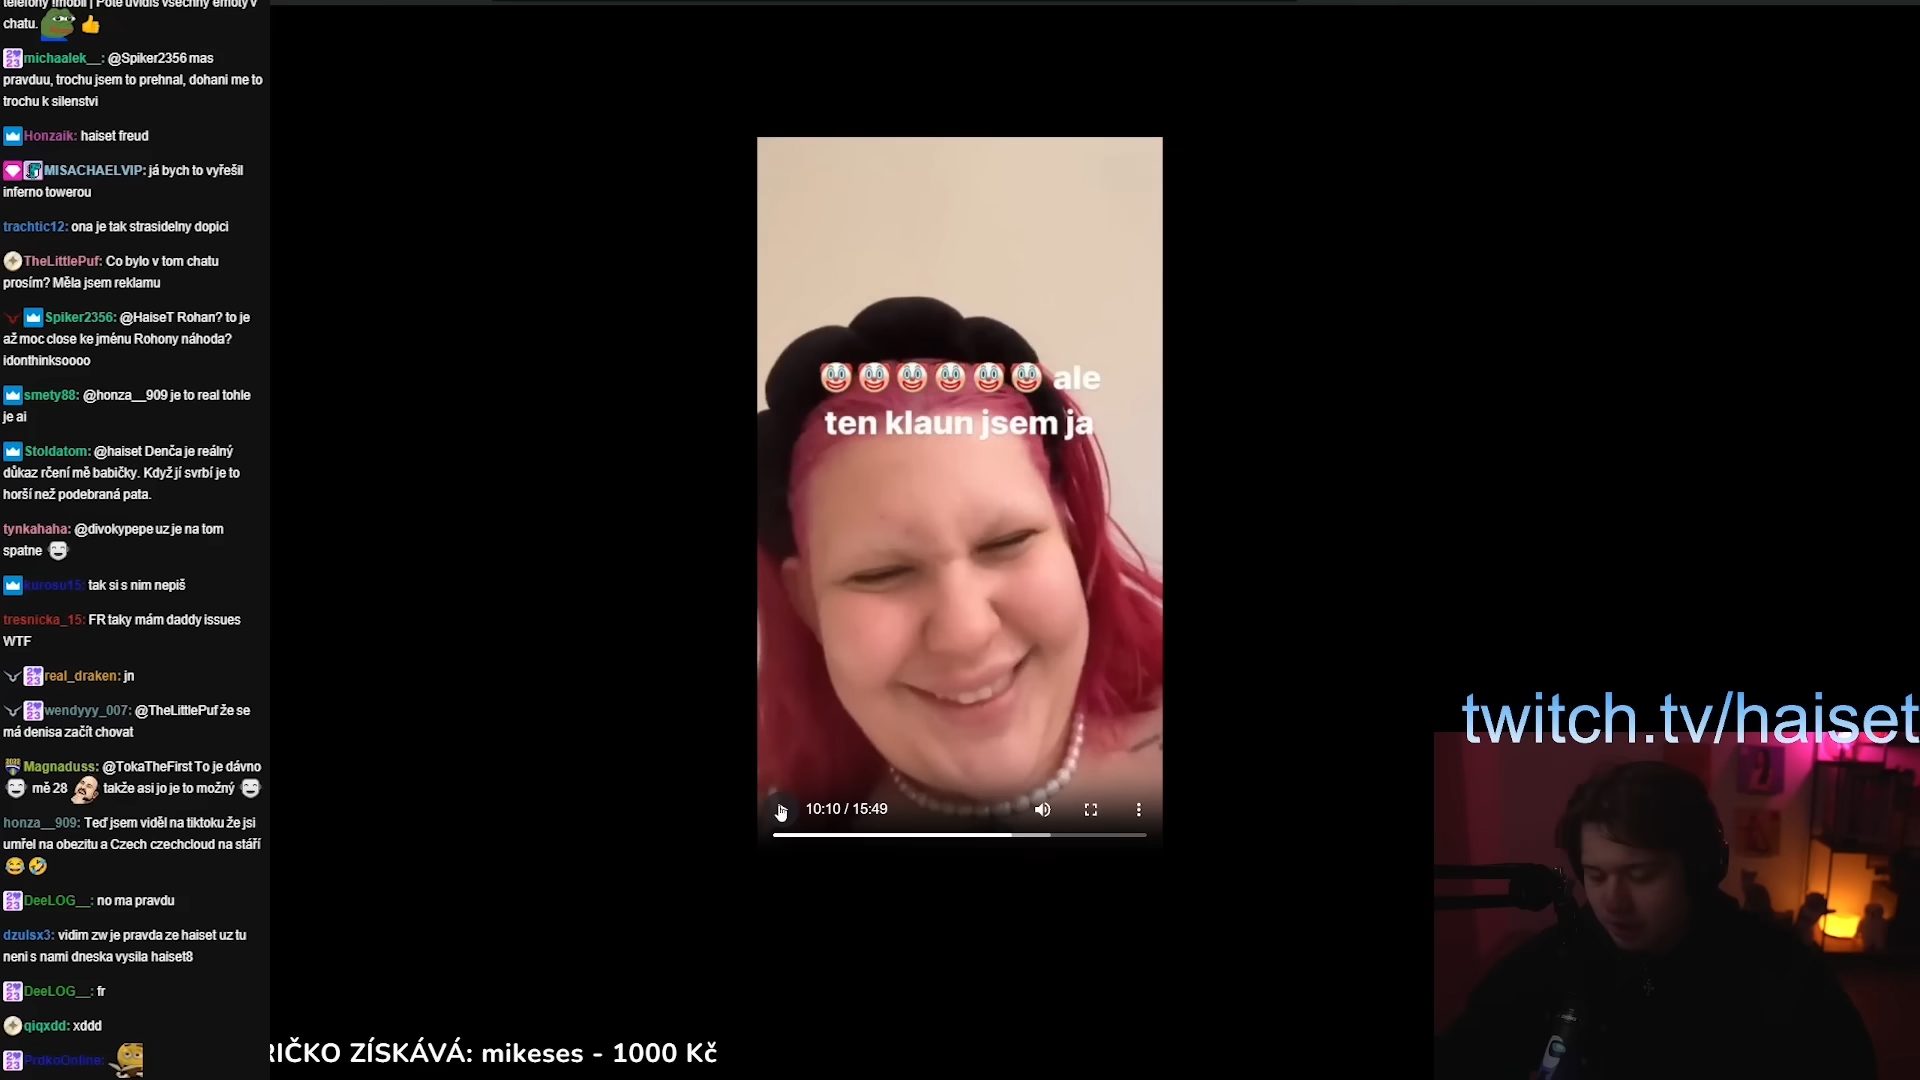 telefony !mobil | Poté uvidíš všechny emoty v
chatu.
michaalek__: @Spiker2356 mas
pravduu, trochu jsem to prehnal, dohani me to
trochu k silenstvi
Honzaik: haiset freud
MISACHAELVIP: já bych to vyřešil
inferno towerou
trachtic12: ona je tak strasidelny dopici
TheLittlePuf: Co bylo v tom chatu
prosím? Měla jsem reklamu
Spiker2356: @HaiseT Rohan? to je
až moc close ke jménu Rohony náhoda?
idonthinksoooo
smety88: @honza__909 je to real tohle
je ai
Stoldatom: @haiset Denča je reálný
důkaz rčení mě babičky. Když jí svrbí je to
horší než podebraná pata.
tynkahaha: @divokypepe uz je na tom
spatne
kurosu15: tak si s nim nepiš
tresnicka_15: FR taky mám daddy issues
WTF
real_draken: jn
wendyyy_007: @TheLittlePuf že se
má denisa začít chovat
Magnaduss: @TokaTheFirst To je dávno
mě 28 takže asi jo je to možný
honza__909: Teď jsem viděl na tiktoku že jsi
umřel na obezitu a Czech czechcloud na stáří
DeeLOG__: no ma pravdu
dzulsx3: vidim zw je pravda ze haiset uz tu
neni s nami dneska vysila haiset8
DeeLOG__: fr
qiqxdd: xddd
PrdkoOnline:
ale
ten klaun jsem ja
10:10 / 15:49
twitch.tv/haiset
RIČKO ZÍSKÁVÁ: mikeses - 1000 Kč